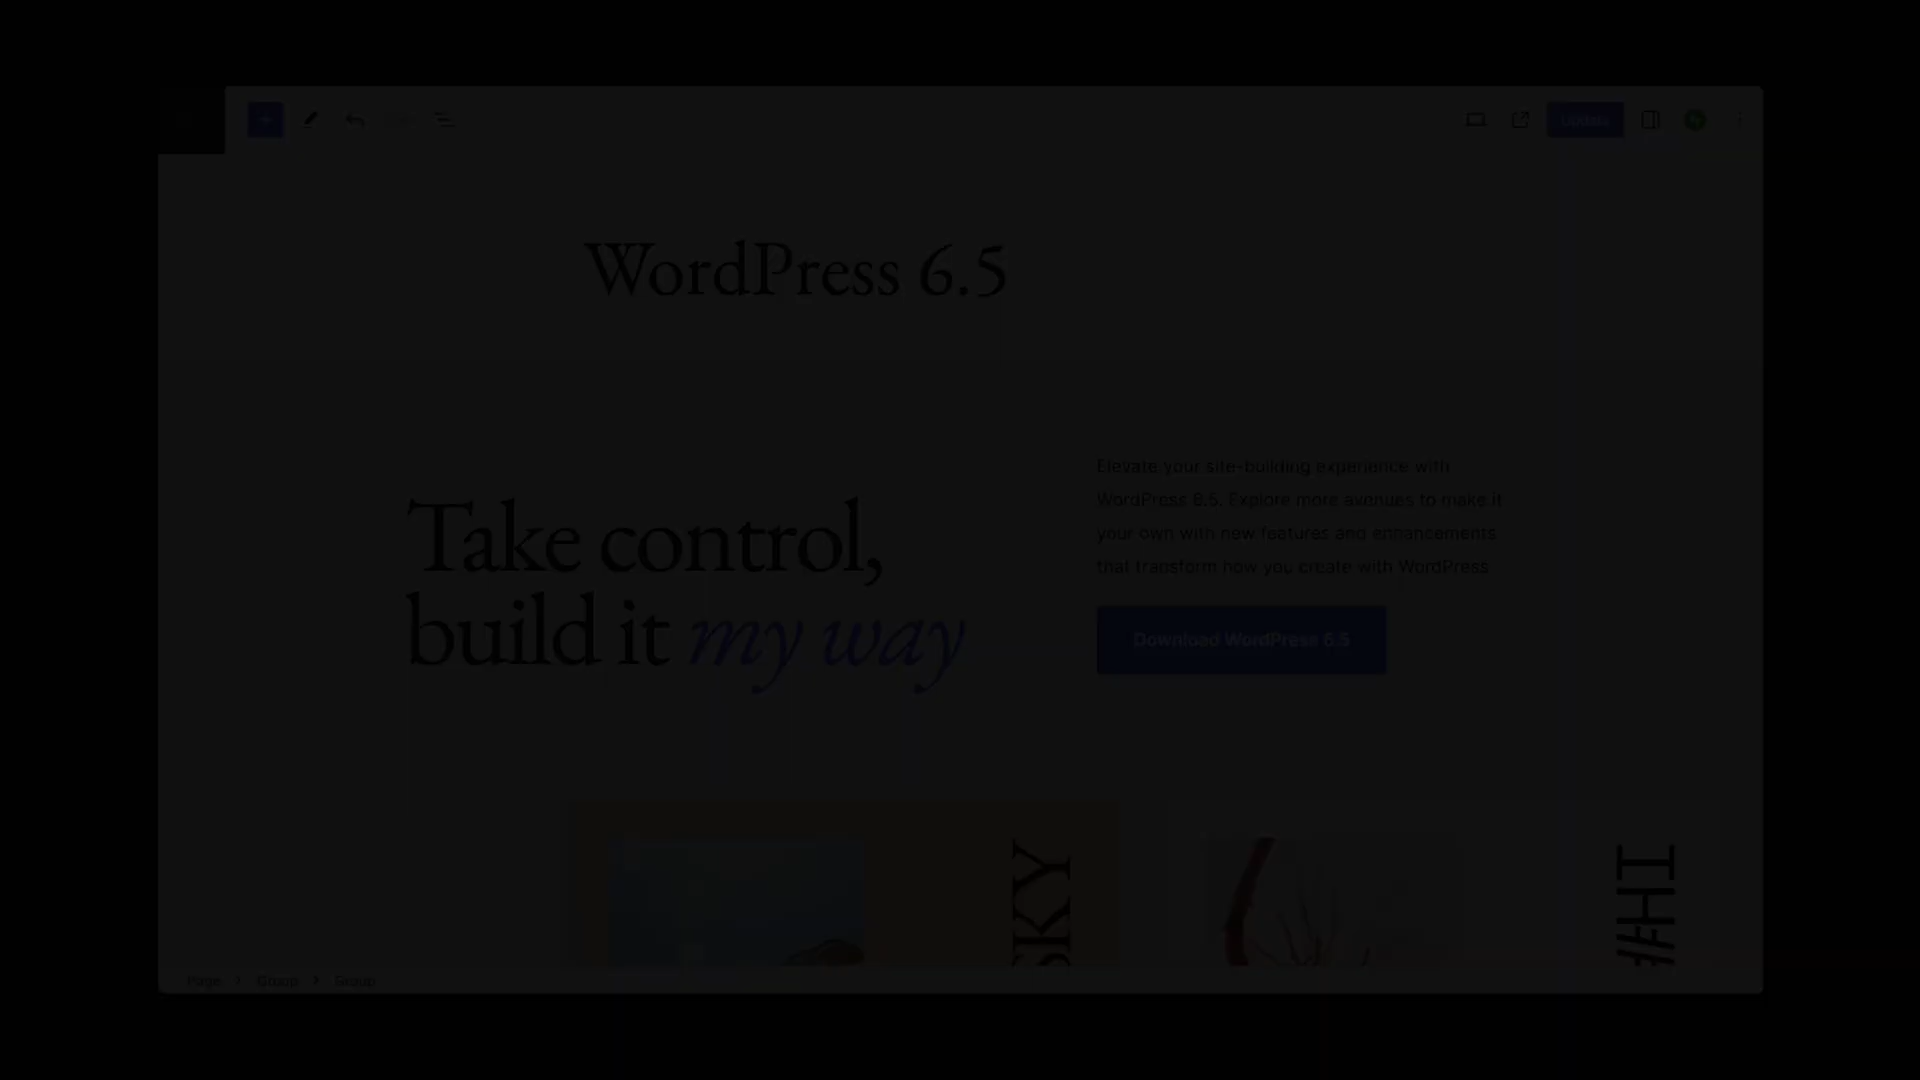 Update
WordPress 6.5
Take control,
build it my way
Elevate your site-building experience with
WordPress 6.5. Explore more avenues to make it
your own with new features and enhancements
that transform how you create with WordPress
Download WordPress 6.5
SKY
#HI
Page > Group > Group